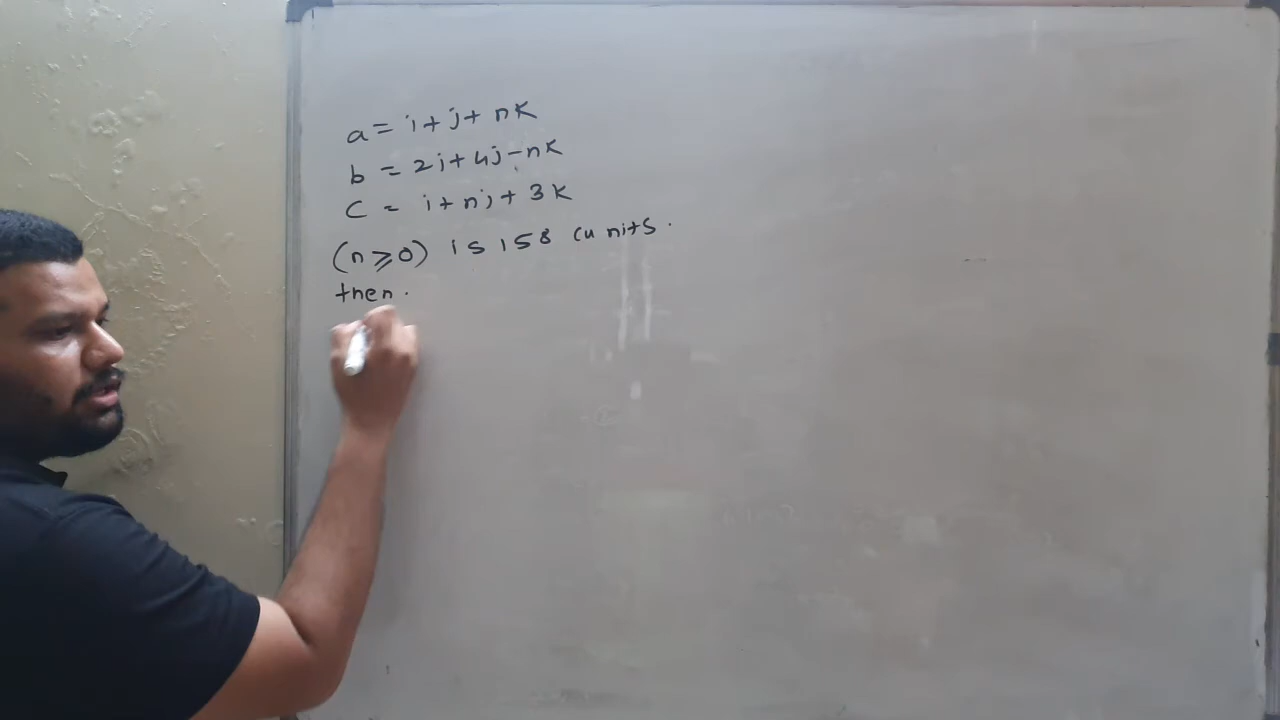 a = i + j + nk
b = 2i + 4j - nk
c = i + nj + 3k
(n ⩾ 0) is 158 cu nits.
then.